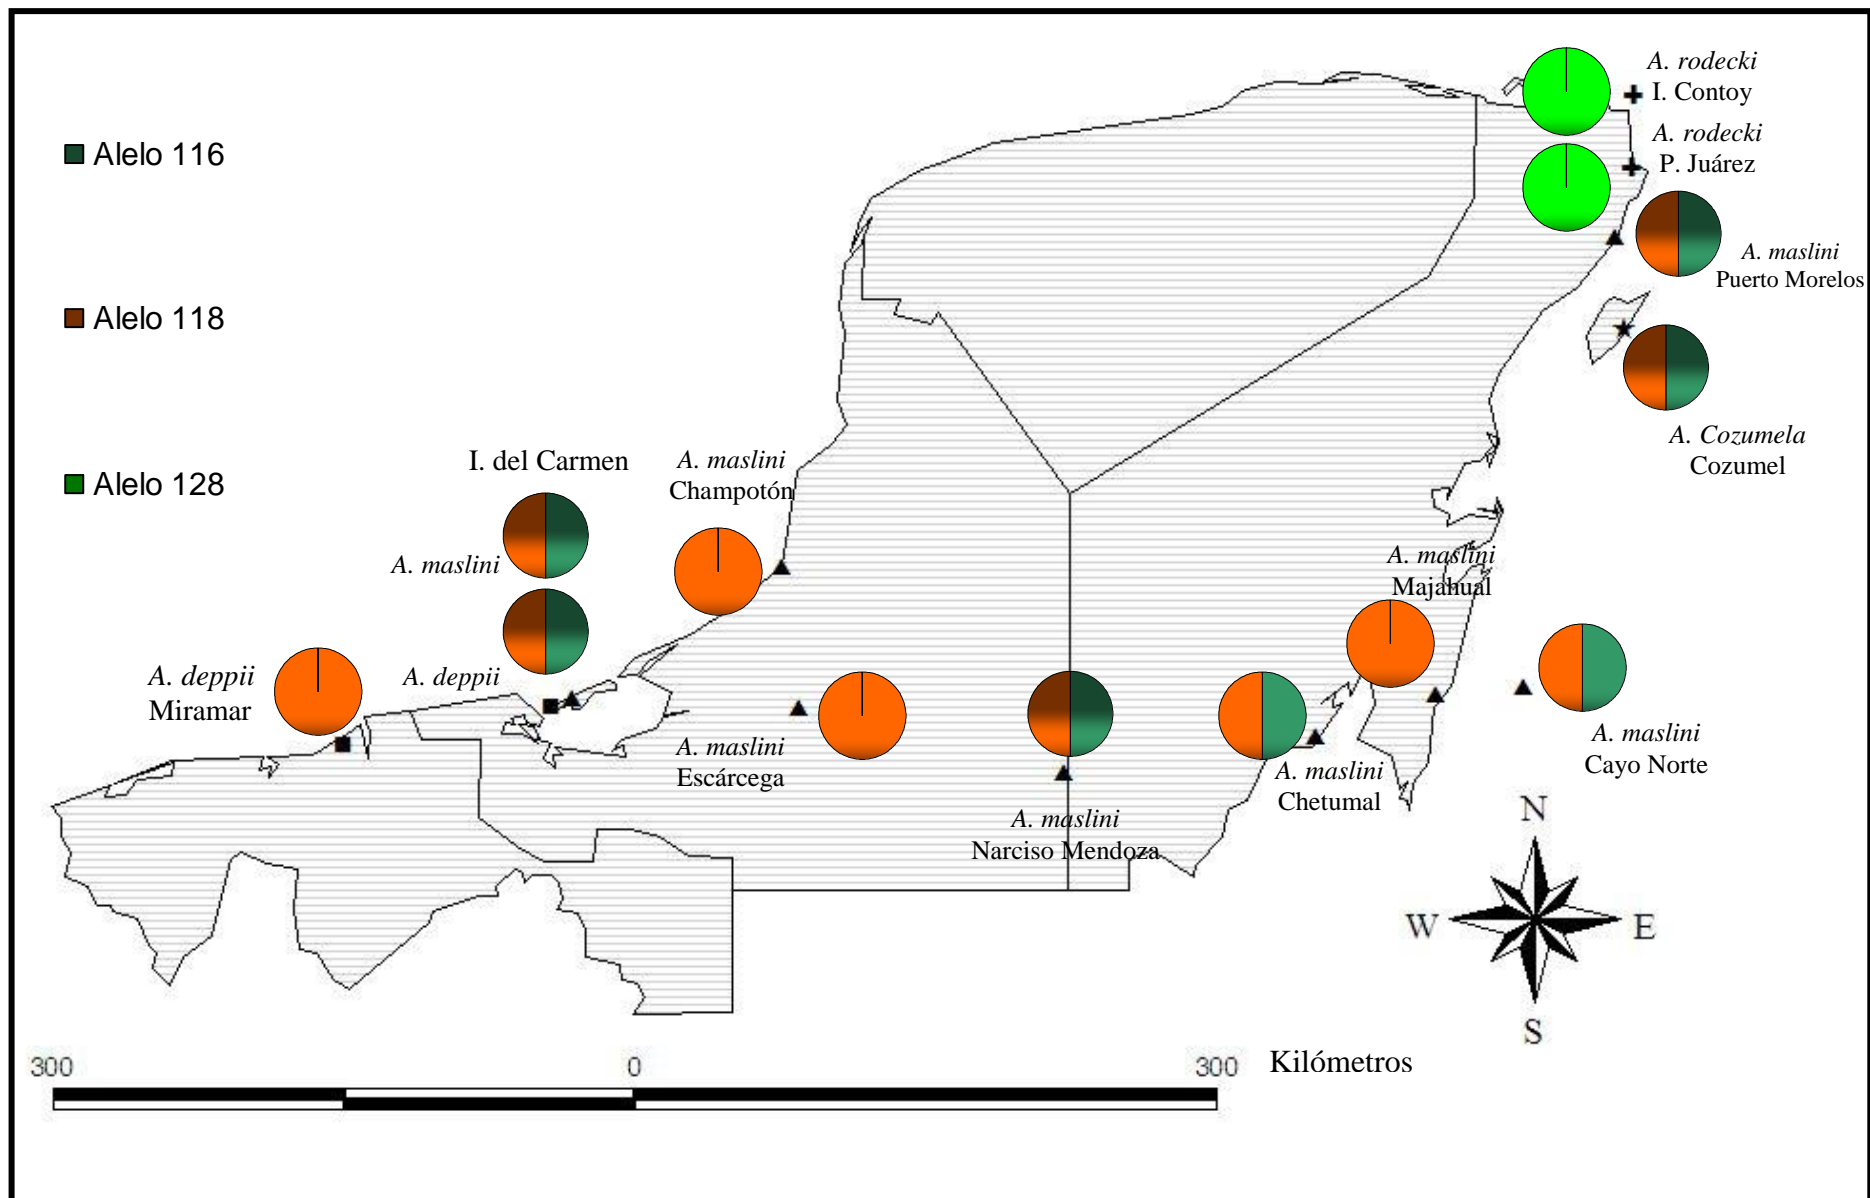 Alelo 116
Alelo 118
Alelo 128
A. rodecki
I. Contoy
A. rodecki
P. Juárez
A. maslini
Puerto Morelos
A. Cozumela
Cozumel
I. del Carmen
A. maslini
A. deppii
A. maslini
Champotón
A. deppii
Miramar
A. maslini
Escárcega
A. maslini
Narciso Mendoza
A. maslini
Chetumal
A. maslini
Majahual
A. maslini
Cayo Norte
N
W
E
S
300
0
300
Kilómetros